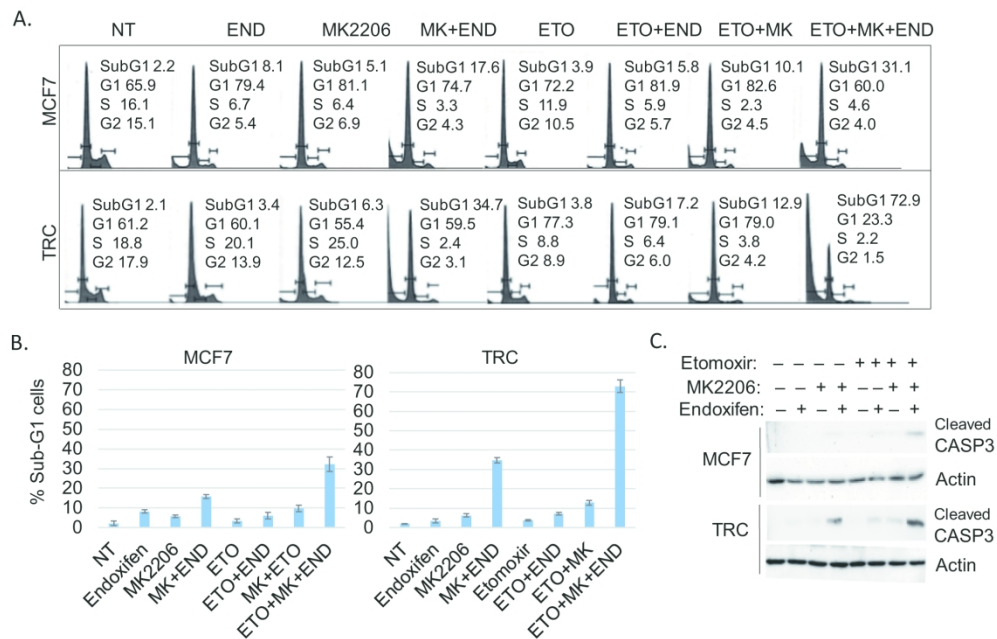 A.
NT END MK2206 MK+END ETO ETO+END ETO+MK ETO+MK+END
MCF7
SubG1 2.2
G1 65.9
S 16.1
G2 15.1
SubG1 8.1
G1 79.4
S 6.7
G2 5.4
SubG1 5.1
G1 81.1
S 6.4
G2 6.9
SubG1 17.6
G1 74.7
S 3.3
G2 4.3
SubG1 3.9
G1 72.2
S 11.9
G2 10.5
SubG1 5.8
G1 81.9
S 5.9
G2 5.7
SubG1 10.1
G1 82.6
S 2.3
G2 4.5
SubG1 31.1
G1 60.0
S 4.6
G2 4.0
TRC
SubG1 2.1
G1 61.2
S 18.8
G2 17.9
SubG1 3.4
G1 60.1
S 20.1
G2 13.9
SubG1 6.3
G1 55.4
S 25.0
G2 12.5
SubG1 34.7
G1 59.5
S 2.4
G2 3.1
SubG1 3.8
G1 77.3
S 8.8
G2 8.9
SubG1 7.2
G1 79.1
S 6.4
G2 6.0
SubG1 12.9
G1 79.0
S 3.8
G2 4.2
SubG1 72.9
G1 23.3
S 2.2
G2 1.5
B.
MCF7
% Sub-G1 cells
80
70
60
50
40
30
20
10
0
NT
Endoxifen
MK2206
MK+END
ETO
ETO+END
MK+ETO
ETO+MK+END
TRC
80
70
60
50
40
30
20
10
0
NT
Endoxifen
MK2206
MK+END
Etomoxir
ETO+END
ETO+MK
ETO+MK+END
C.
Etomoxir: – – – – + + + +
MK2206: – – + + – – + +
Endoxifen: – + – + – + – +
MCF7
Cleaved
CASP3
Actin
TRC
Cleaved
CASP3
Actin